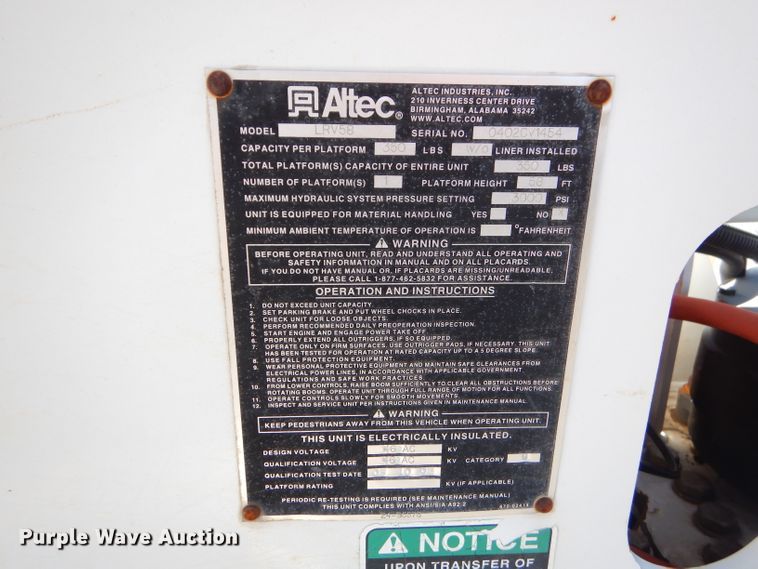 Altec®
ALTEC INDUSTRIES, INC.
210 INVERNESS CENTER DRIVE
BIRMINGHAM, ALABAMA 35242
WWW.ALTEC.COM
MODEL LRV58 SERIAL NO. 0402CV1454
CAPACITY PER PLATFORM 350 LBS W/O LINER INSTALLED
TOTAL PLATFORM(S) CAPACITY OF ENTIRE UNIT 350 LBS
NUMBER OF PLATFORM(S) 1 PLATFORM HEIGHT 58 FT
MAXIMUM HYDRAULIC SYSTEM PRESSURE SETTING 3000 PSI
UNIT IS EQUIPPED FOR MATERIAL HANDLING YES NO X
MINIMUM AMBIENT TEMPERATURE OF OPERATION IS °FAHRENHEIT
WARNING
BEFORE OPERATING UNIT, READ AND UNDERSTAND ALL OPERATING AND
SAFETY INFORMATION IN MANUAL AND ON ALL PLACARDS.
IF YOU DO NOT HAVE MANUAL OR, IF PLACARDS ARE MISSING/UNREADABLE,
PLEASE CALL 1-877-462-5832 FOR ASSISTANCE.
OPERATION AND INSTRUCTIONS
1. DO NOT EXCEED UNIT CAPACITY.
2. SET PARKING BRAKE AND PUT WHEEL CHOCKS IN PLACE.
3. CHECK UNIT FOR LOOSE OBJECTS.
4. PERFORM RECOMMENDED DAILY PREOPERATION INSPECTION.
5. START ENGINE AND ENGAGE POWER TAKE OFF.
6. PROPERLY EXTEND ALL OUTRIGGERS, IF SO EQUIPPED.
7. OPERATE ONLY ON FIRM SURFACES. USE OUTRIGGER PADS, IF NECESSARY. THIS UNIT
HAS BEEN TESTED FOR OPERATION AT RATED CAPACITY UP TO A 5 DEGREE SLOPE.
8. USE FALL PROTECTION EQUIPMENT.
9. WEAR PERSONAL PROTECTIVE EQUIPMENT AND MAINTAIN SAFE CLEARANCES FROM
ELECTRICAL POWER LINES, IN ACCORDANCE WITH APPLICABLE GOVERNMENT
REGULATIONS AND SAFE WORK PRACTICES.
10. FROM LOWER CONTROLS, RAISE BOOM SUFFICIENTLY TO CLEAR ALL OBSTRUCTIONS BEFORE
ROTATING BOOMS. OPERATE UNIT THROUGH FULL RANGE OF MOTION FOR ALL FUNCTIONS.
11. OPERATE CONTROLS SLOWLY FOR SMOOTH MOVEMENTS.
12. INSPECT AND SERVICE UNIT PER INSTRUCTIONS GIVEN IN MAINTENANCE MANUAL.
WARNING
KEEP PEDESTRIANS AWAY FROM THIS VEHICLE WHEN OPERATING UNIT.
THIS UNIT IS ELECTRICALLY INSULATED.
DESIGN VOLTAGE 46 AC KV
QUALIFICATION VOLTAGE 46 AC KV CATEGORY
QUALIFICATION TEST DATE
PLATFORM RATING KV (IF APPLICABLE)
PERIODIC RE-TESTING IS REQUIRED (SEE MAINTENANCE MANUAL)
THIS UNIT COMPLIES WITH ANSI/SIA A92.2
NOTICE
UPON TRANSFER OF
Purple Wave Auction